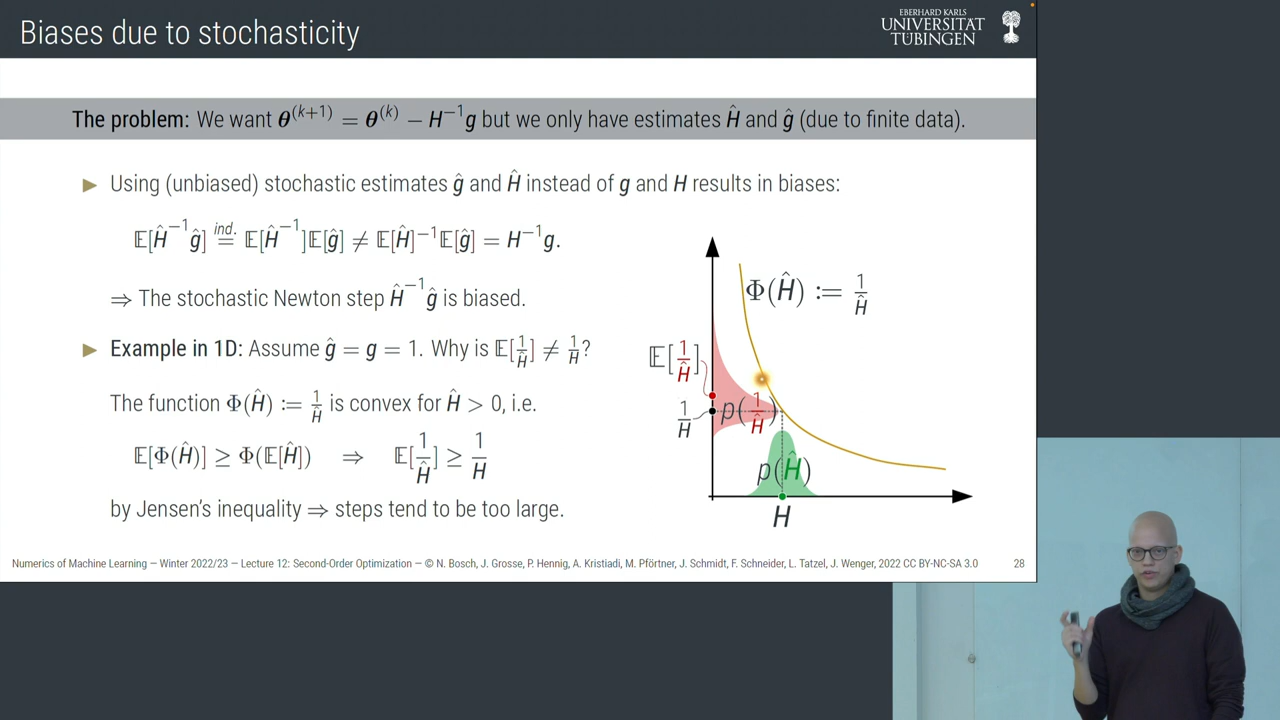 Biases due to stochasticity
EBERHARD KARLS
UNIVERSITÄT
TÜBINGEN
The problem: We want θ^(k+1) = θ^(k) − H^−1 g but we only have estimates Ĥ and ĝ (due to finite data).
▶ Using (unbiased) stochastic estimates ĝ and Ĥ instead of g and H results in biases:
𝔼[Ĥ^−1 ĝ] =^ind. 𝔼[Ĥ^−1]𝔼[ĝ] ≠ 𝔼[Ĥ]^−1 𝔼[ĝ] = H^−1 g.
⇒ The stochastic Newton step Ĥ^−1 ĝ is biased.
▶ Example in 1D: Assume ĝ = g = 1. Why is 𝔼[1/Ĥ] ≠ 1/H?
The function Φ(Ĥ) := 1/Ĥ is convex for Ĥ > 0, i.e.
𝔼[Φ(Ĥ)] ≥ Φ(𝔼[Ĥ]) ⇒ 𝔼[1/Ĥ] ≥ 1/H
by Jensen's inequality ⇒ steps tend to be too large.
Φ(Ĥ) := 1/Ĥ
𝔼[1/Ĥ]
1/H
p(1/Ĥ)
p(Ĥ)
H
Numerics of Machine Learning — Winter 2022/23 — Lecture 12: Second-Order Optimization — © N. Bosch, J. Grosse, P. Hennig, A. Kristiadi, M. Pförtner, J. Schmidt, F. Schneider, L. Tatzel, J. Wenger, 2022 CC BY-NC-SA 3.0
28